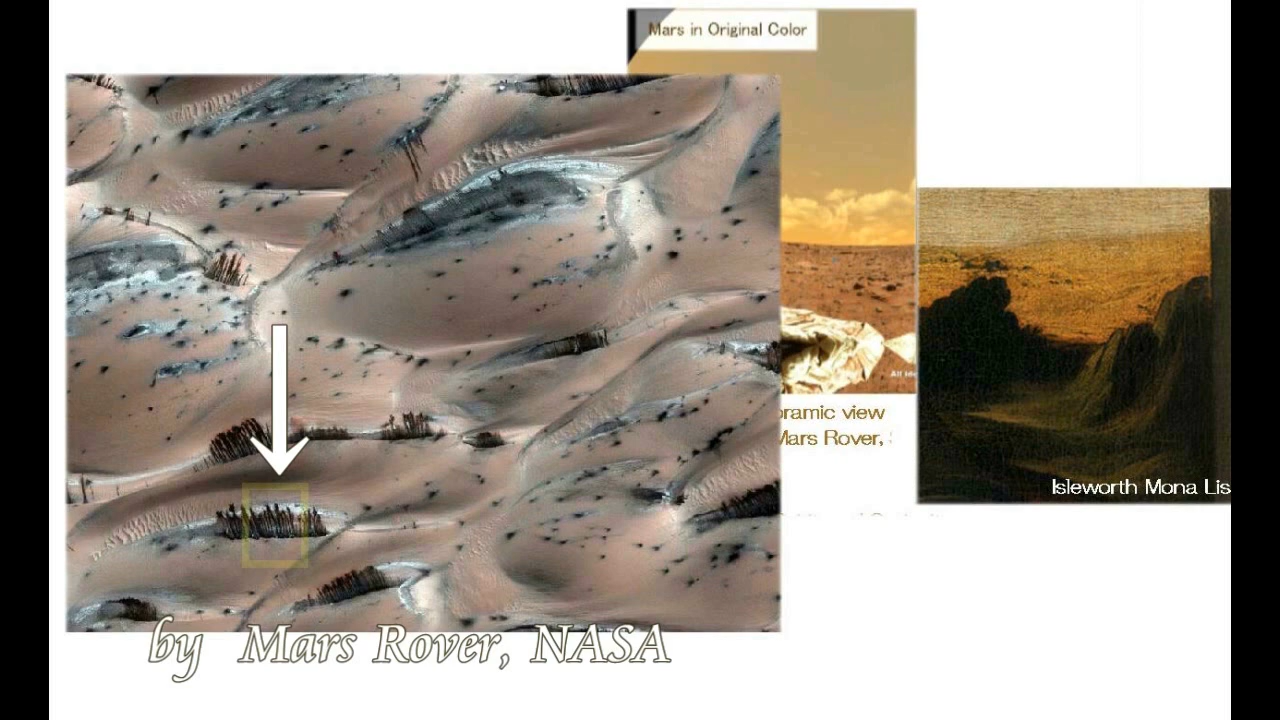 Mars in Original Color
oramic view
Mars Rover,
Isleworth Mona Lis
by Mars Rover, NASA